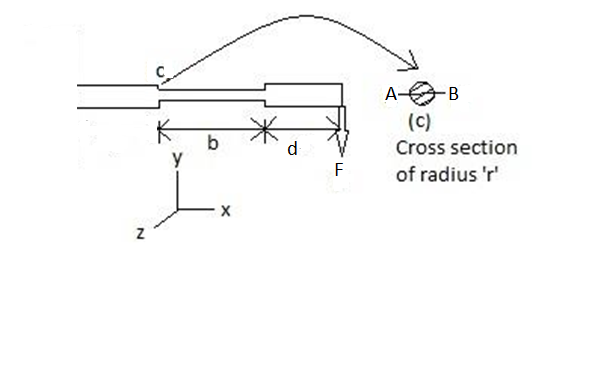 c
A B
(c)
b d
Cross section
of radius 'r'
F
y
x
z